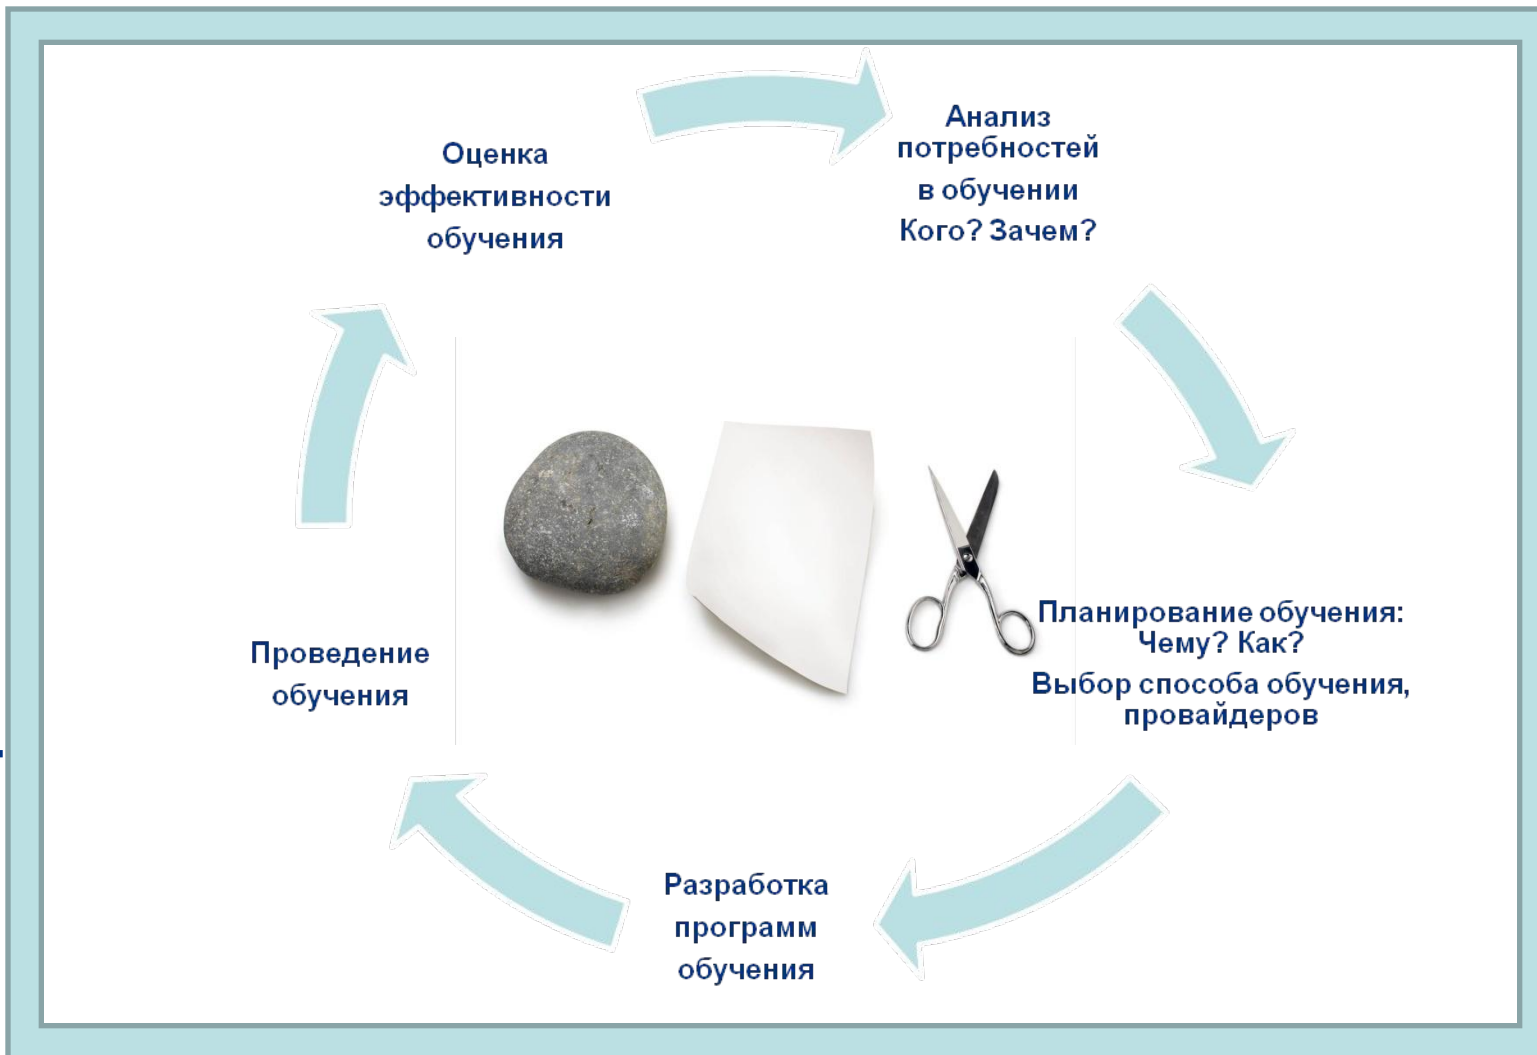 Анализ
потребностей
в обучении
Кого? Зачем?
Планирование обучения:
Чему? Как?
Выбор способа обучения,
провайдеров
Разработка
программ
обучения
Проведение
обучения
Оценка
эффективности
обучения